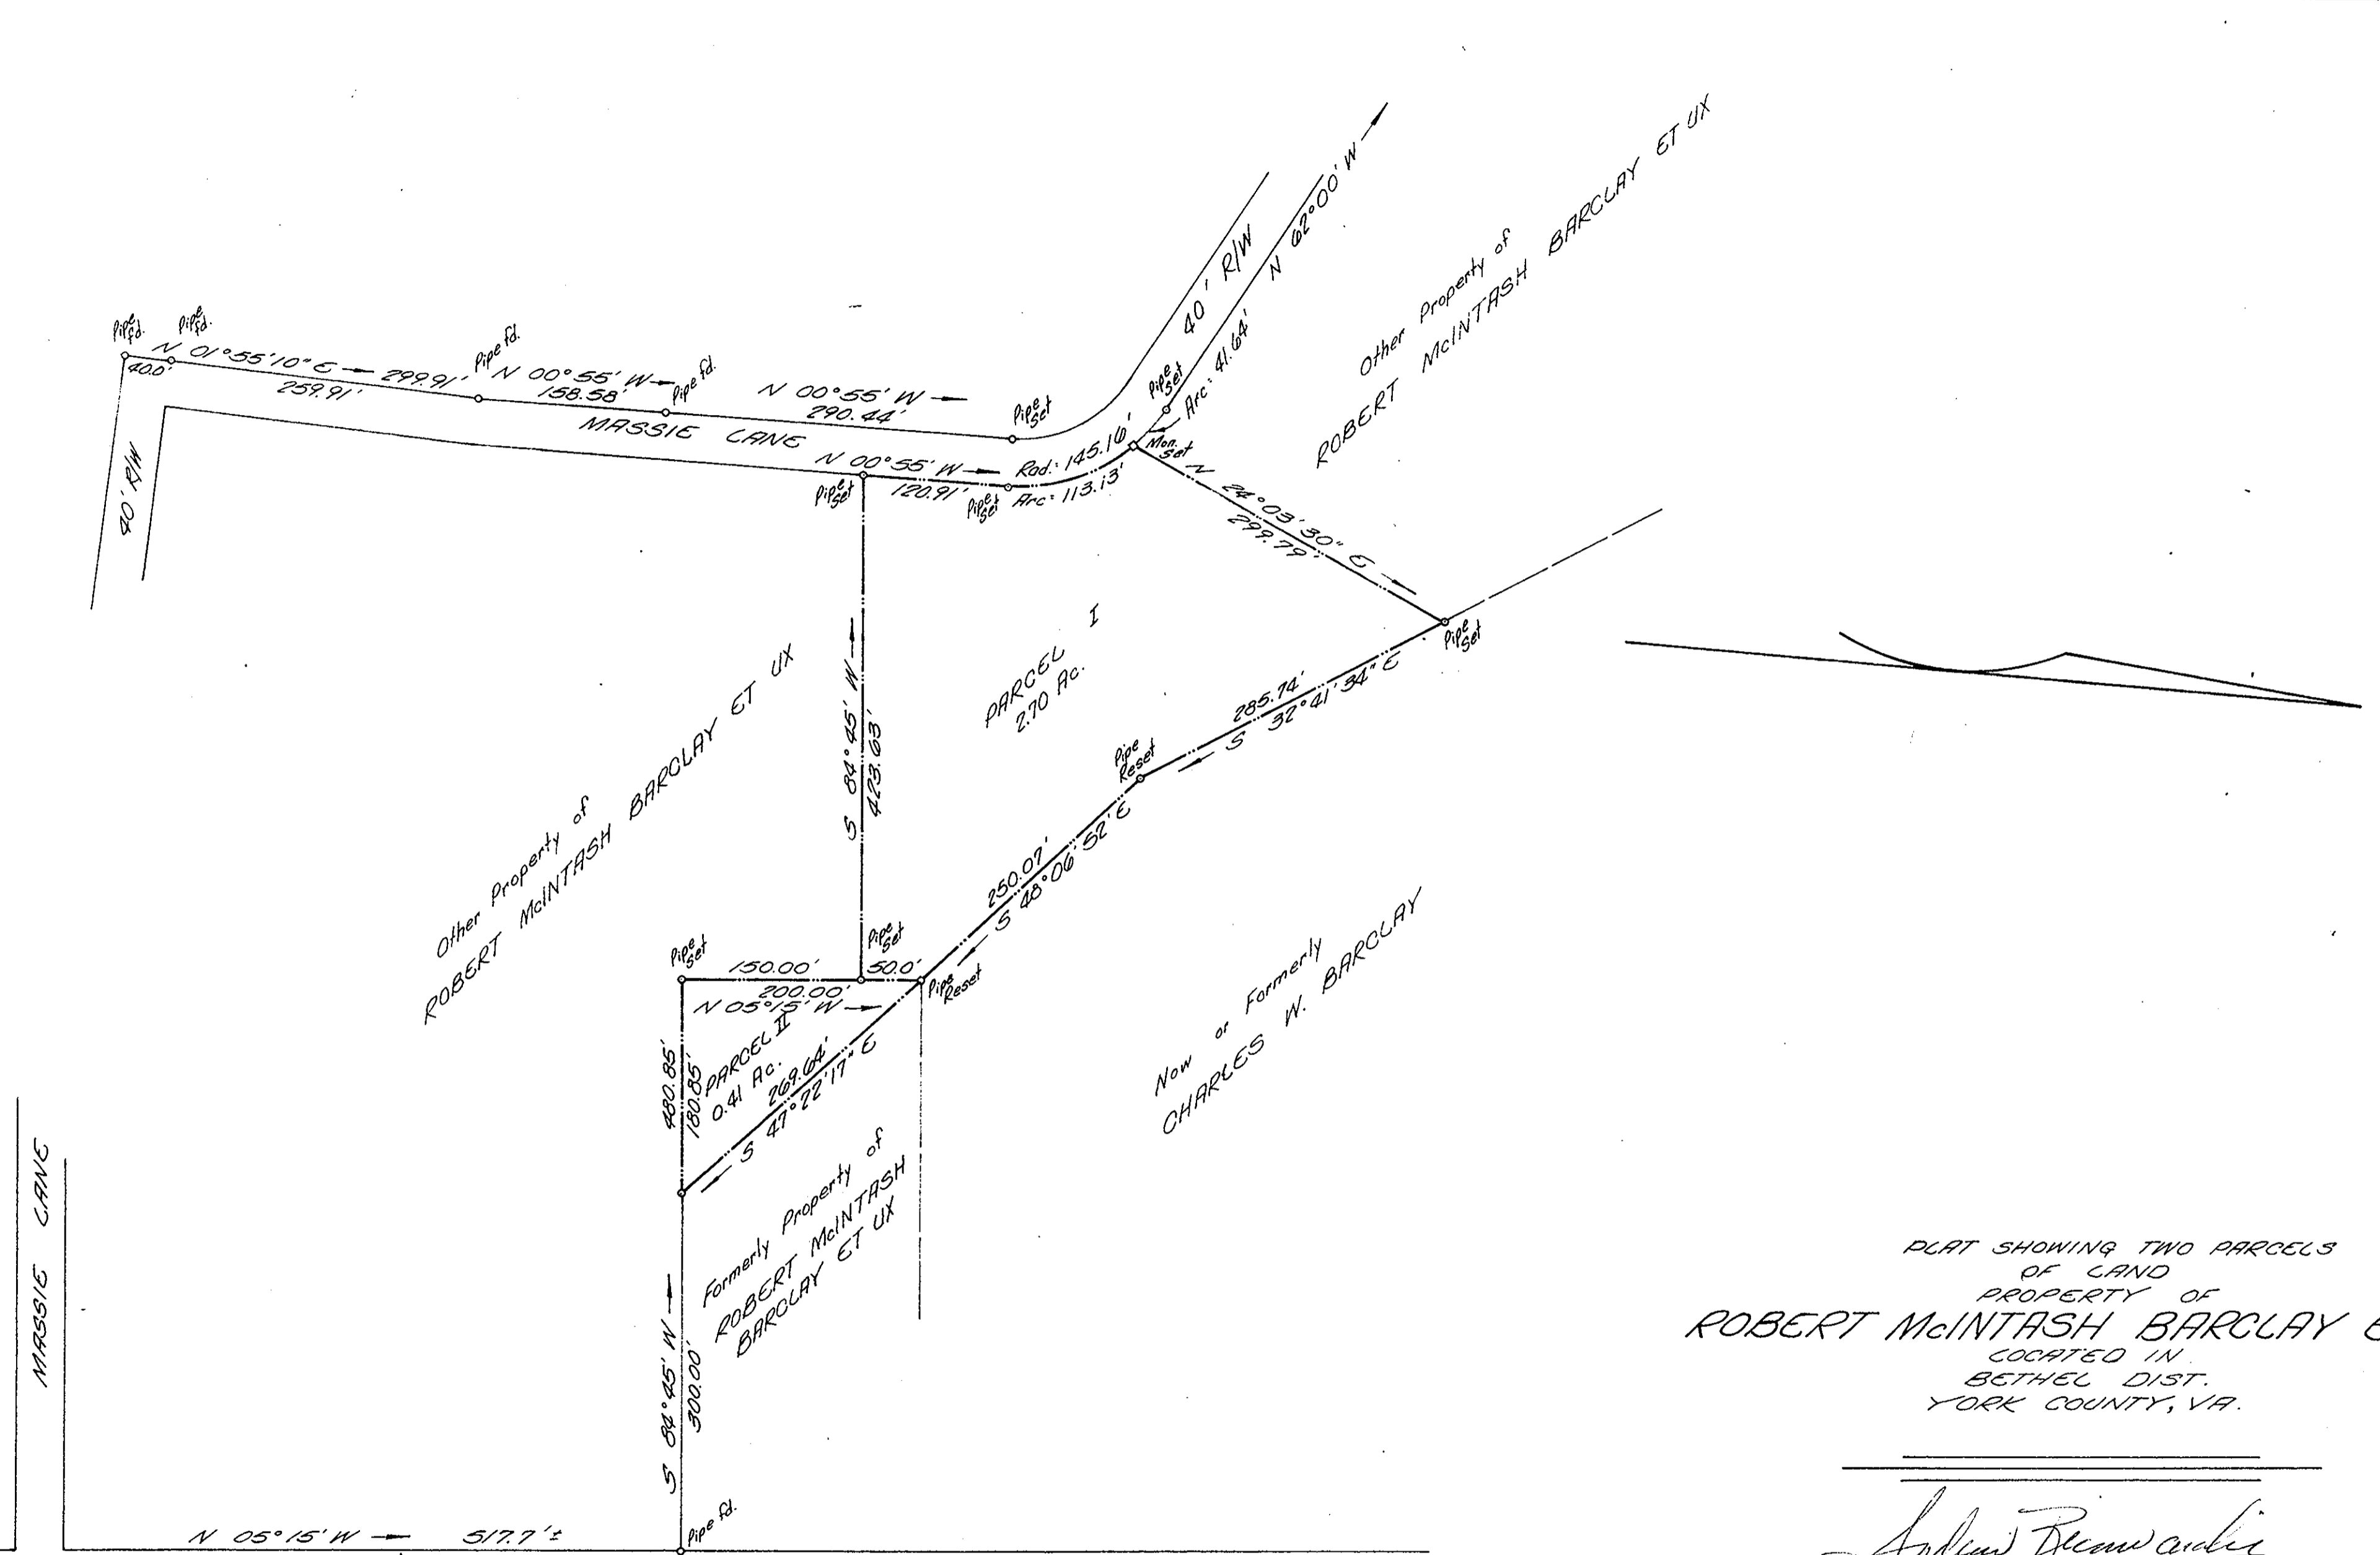 N 62°00' W
40' R/W
Other Property of
ROBERT McINTASH BARCLAY ET UX
Pipe fd.
Pipe fd.
N 01°55'10" E 299.91'
40.0'
259.91'
Pipe fd.
N 00°55' W
158.58'
Pipe fd.
N 00°55' W
290.44'
Pipe Set
MASSIE LANE
40' R/W
N 00°55' W
120.91'
Pipe Set
Pipe Set
Rad.: 145.16'
Arc: 113.13'
Pipe Set
Arc: 41.64'
Mon. Set
N 24°03'30" E
299.79'
Pipe Set
PARCEL I
2.70 Ac.
285.74'
S 32°41'34" E
S 84°45' W
423.63'
Pipe Reset
250.07'
S 48°06'52' E
Other Property of
ROBERT McINTASH BARCLAY ET UX
Pipe Set
Pipe Set
150.00'
50.0'
200.00'
N 05°15' W
Pipe Reset
480.85'
180.85'
PARCEL II
0.41 Ac.
269.64'
S 47°22'17" E
Now or Formerly
CHARLES W. BARCLAY
Formerly Property of
ROBERT McINTASH
BARCLAY ET UX
S 84°45' W
300.00'
MASSIE LANE
N 05°15' W 517.7'±
Pipe fd.
PLAT SHOWING TWO PARCELS
OF LAND
PROPERTY OF
ROBERT McINTASH BARCLAY
LOCATED IN
BETHEL DIST.
YORK COUNTY, VA.